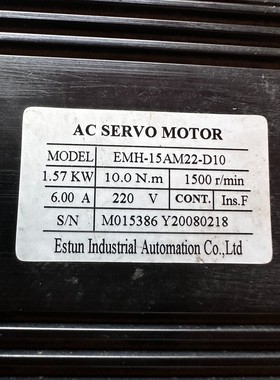 AC SERVO MOTOR
MODEL EMH-15AM22-D10
1.57 KW 10.0 N.m 1500 r/min
6.00 A 220 V CONT. Ins.F
S/N M015386 Y20080218
Estun Industrial Automation Co.,Ltd